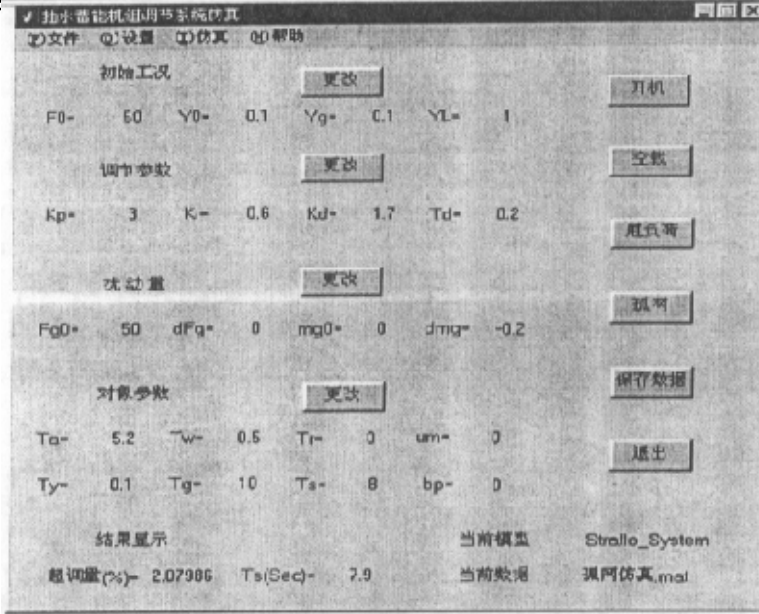 抽水蓄能机组调节系统仿真
(F)文件 (O)设置 (I)仿真 (H)帮助
初始工况 更改 开机
F0= 50 Y0= 0.1 Yg= 0.1 YL= 1
调节参数 更改 空载
Kp= 3 K= 0.6 Kd= 1.7 Td= 0.2
甩负荷
扰动量 更改
孤网
Fg0= 50 dFg= 0 mg0= 0 dmg= -0.2
对象参数 更改 保存数据
Ta= 5.2 Tw= 0.5 Tr= 0 um= 0
退出
Ty= 0.1 Tg= 10 Ts= 8 bp= 0
结果显示 当前模型 Strallo_System
超调量(%)= 2.07986 Ts(Sec)= 7.9 当前数据 孤网仿真.mal